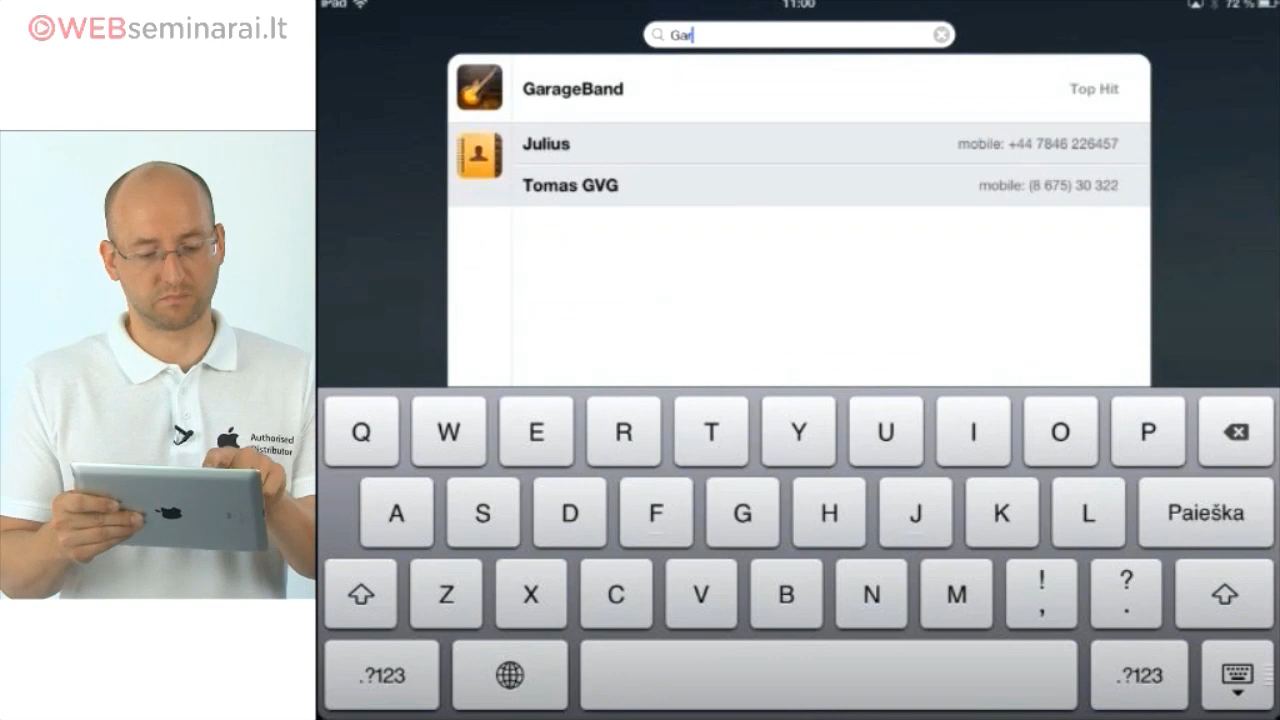 WEBseminarai.lt
iPad
11:00
72 %
Gar
GarageBand
Top Hit
Julius
mobile: +44 7846 226457
Tomas GVG
mobile: (8 675) 30 322
Authorised
Distributor
Q W E R T Y U I O P
A S D F G H J K L Paieška
Z X C V B N M ! , ? .
.?123 .?123